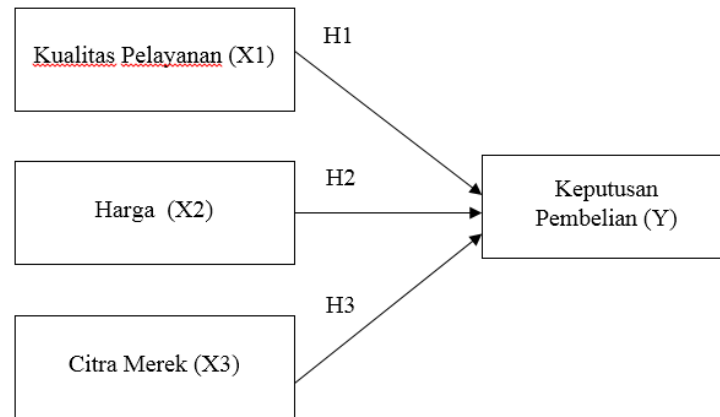 H1
Kualitas Pelayanan (X1)
H2
Harga (X2)
Keputusan
Pembelian (Y)
H3
Citra Merek (X3)